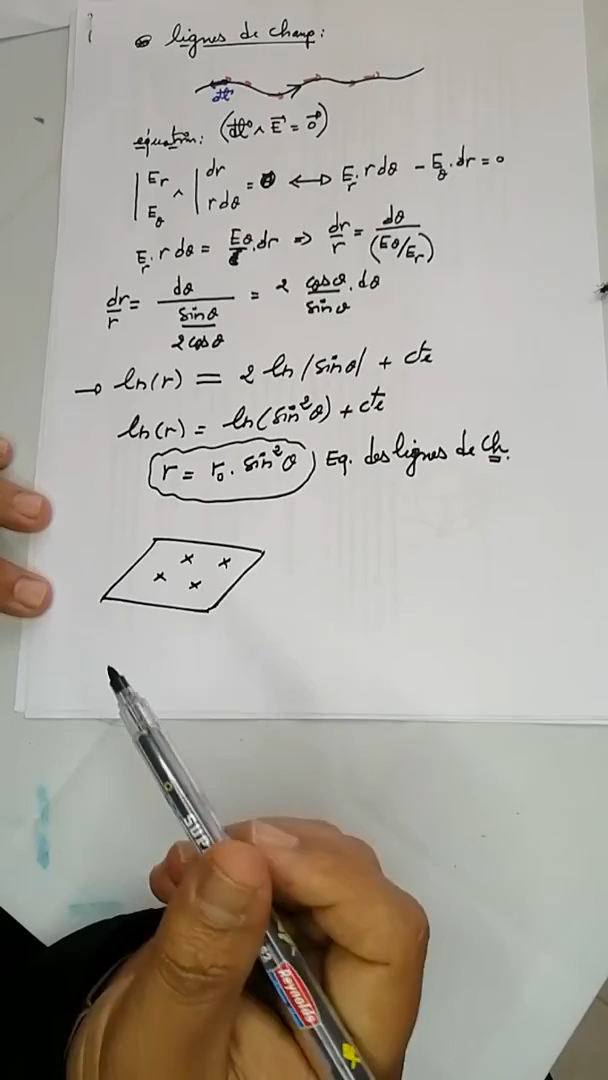 lignes de champ:
dl
équation: (dl ∧ E = 0)
| Er Eθ ∧ | dr r dθ = 0 ⟷ Er. r dθ - Eθ. dr = 0
Er. r dθ = Eθ. dr => dr/r = dθ/(Eθ/Er)
dr/r = dθ/(sinθ/2cosθ) = 2 cosθ/sinθ . dθ
→ ln(r) = 2 ln/sinθ/ + cte
ln(r) = ln(sin²θ) + cte
r = r₀. sin²θ Eq. des lignes de ch.
x x x x
SUP
Reynolds